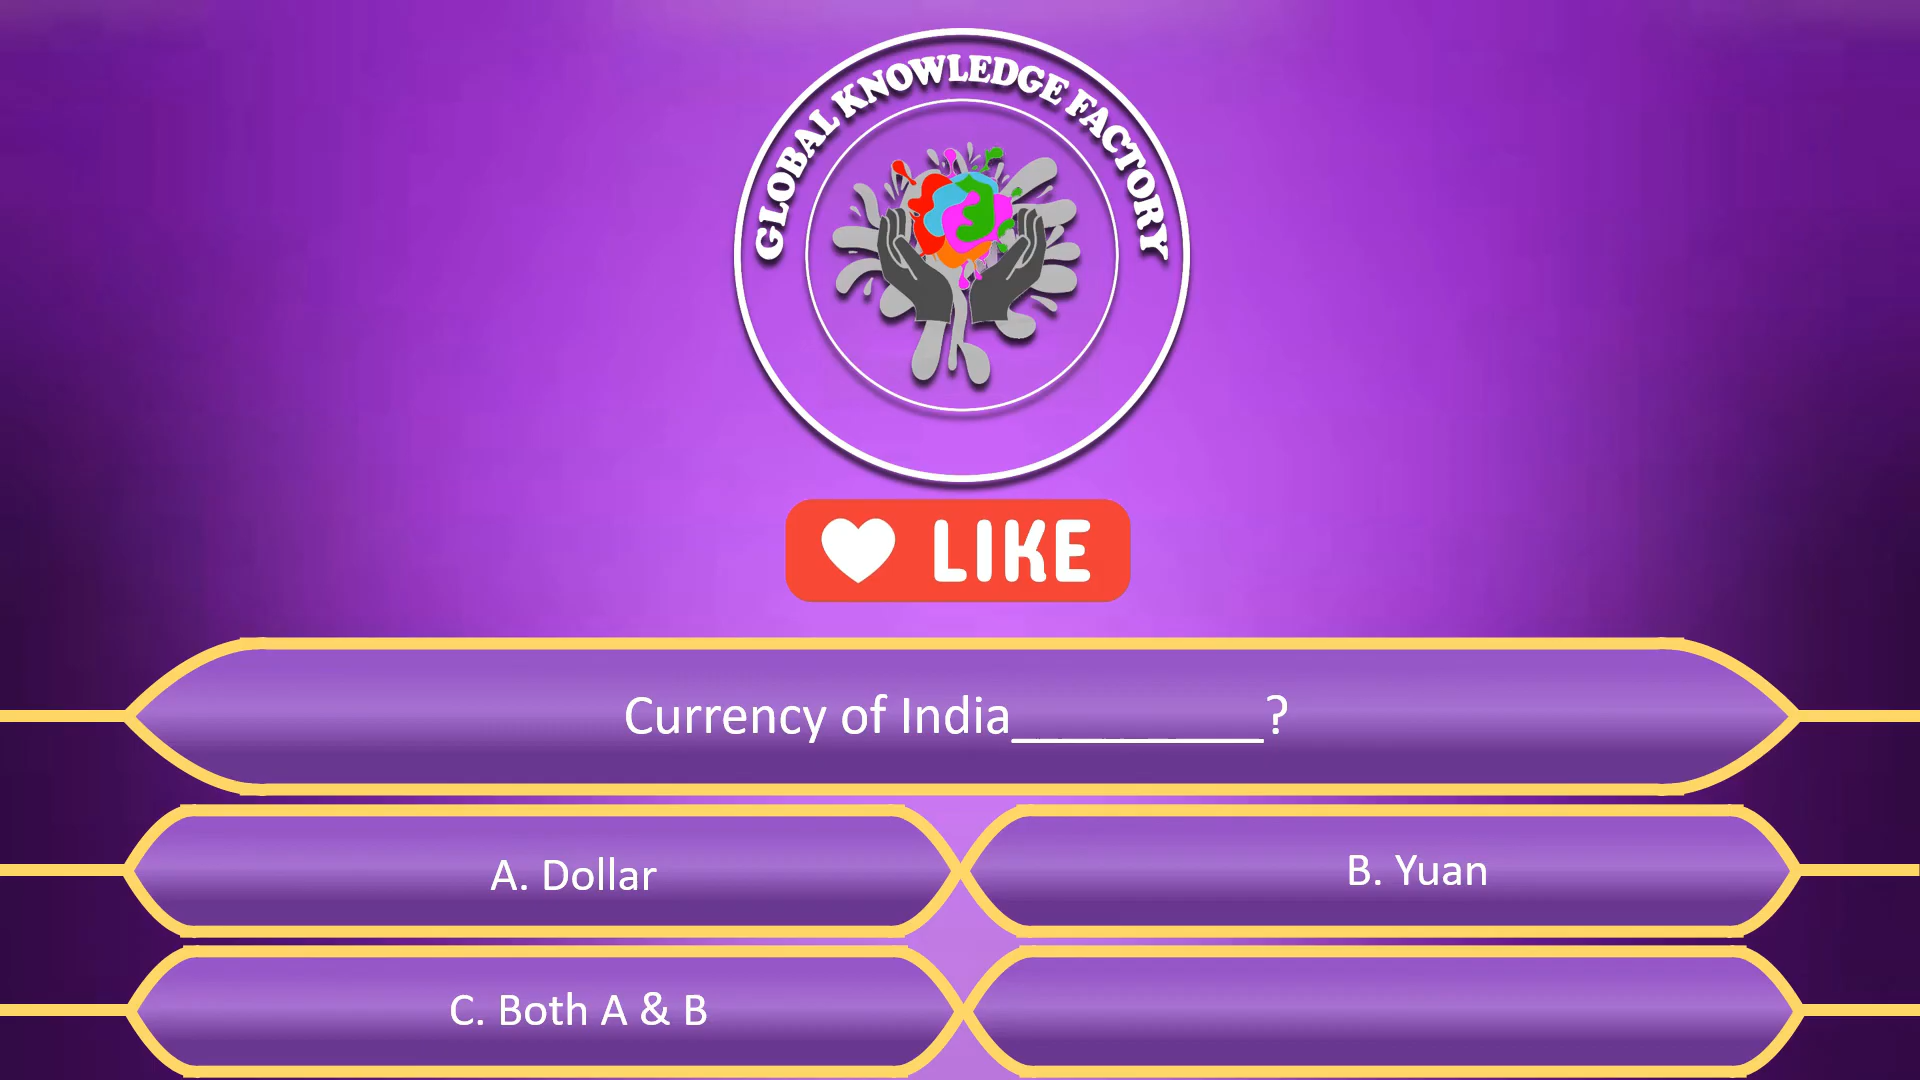 GLOBAL KNOWLEDGE FACTORY
LIKE
Currency of India__________?
A. Dollar
B. Yuan
C. Both A & B